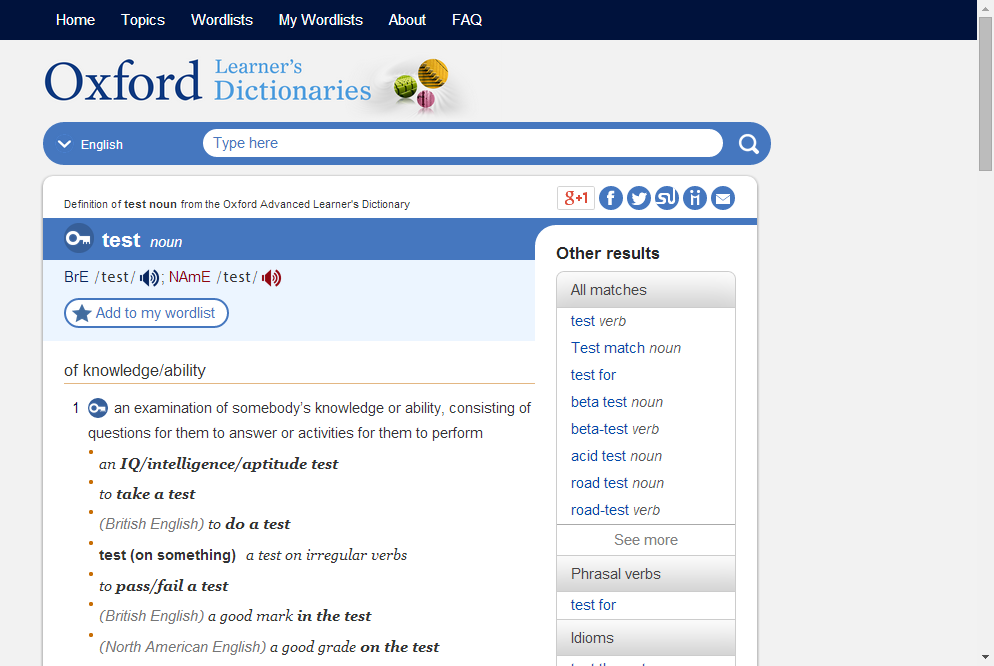 Home Topics Wordlists My Wordlists About FAQ
Oxford Learner's Dictionaries
English Type here
Definition of test noun from the Oxford Advanced Learner's Dictionary
g+1
test noun
BrE /test/ ; NAmE /test/
Add to my wordlist
of knowledge/ability
1 an examination of somebody's knowledge or ability, consisting of
questions for them to answer or activities for them to perform
an IQ/intelligence/aptitude test
to take a test
(British English) to do a test
test (on something) a test on irregular verbs
to pass/fail a test
(British English) a good mark in the test
(North American English) a good grade on the test
Other results
All matches
test verb
Test match noun
test for
beta test noun
beta-test verb
acid test noun
road test noun
road-test verb
See more
Phrasal verbs
test for
Idioms